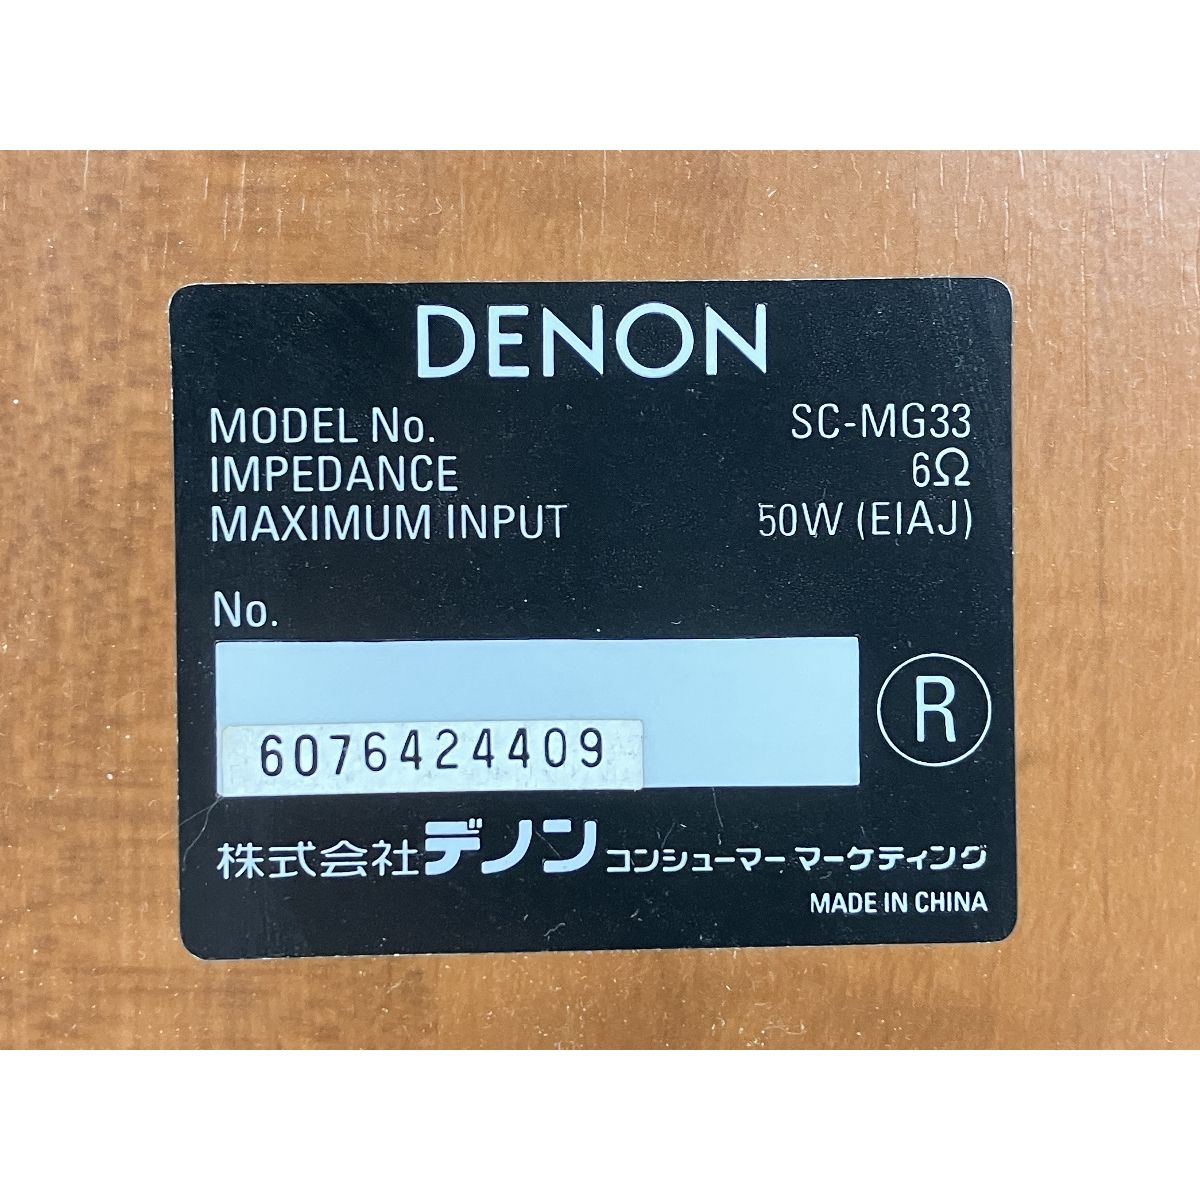 DENON
MODEL No. SC-MG33
IMPEDANCE 6Ω
MAXIMUM INPUT 50W (EIAJ)
No.
6076424409
R
株式会社デノン コンシューマー マーケティング
MADE IN CHINA